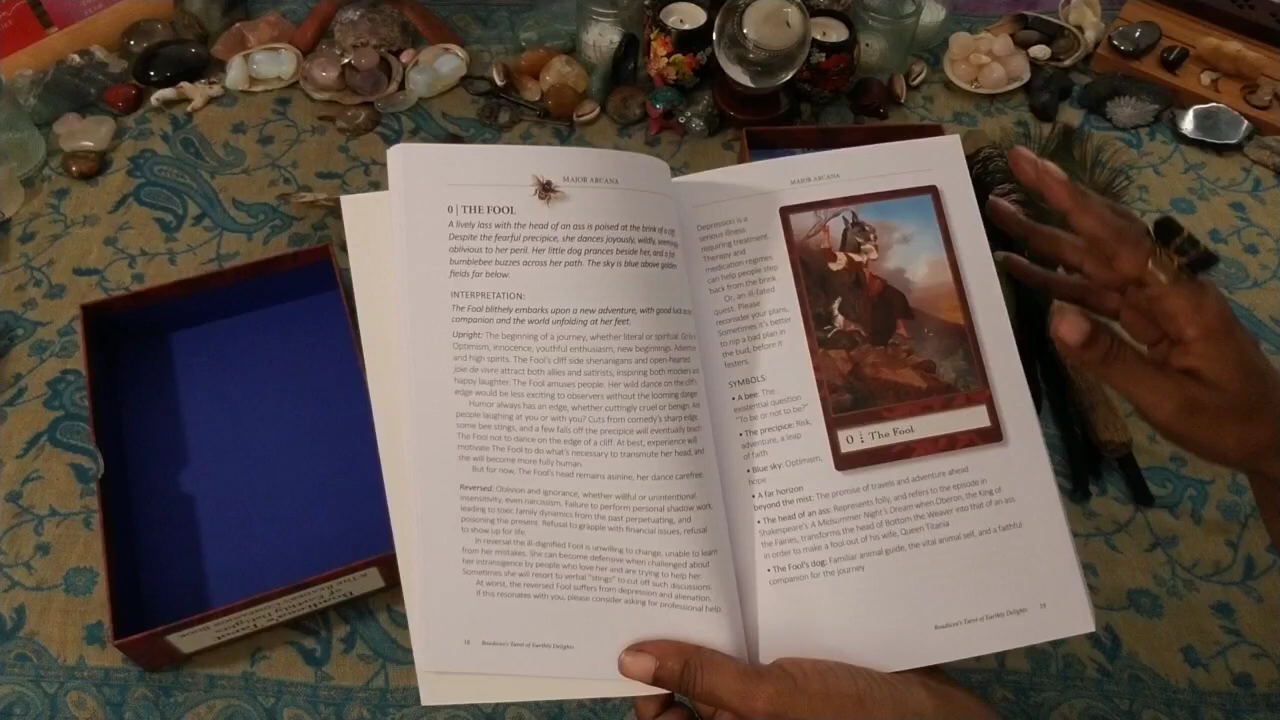 MAJOR ARCANA
0 | THE FOOL
A lively lass with the head of an ass is poised at the brink of a
Despite the fearful precipice, she dances joyously, wildly,
oblivious to her peril. Her little dog prances beside her, and a
bumblebee buzzes across her path. The sky is blue above golden
fields far below.
INTERPRETATION:
The Fool blithely embarks upon a new adventure, with good luck
companion and the world unfolding at her feet.
Upright: The beginning of a journey, whether literal or spiritual.
Optimism, innocence, youthful enthusiasm, new beginnings.
and high spirits. The Fool's cliff side shenanigans and open-hearted
joie de vivre attract both allies and satirists, inspiring both
happy laughter. The Fool amuses people. Her wild dance on the cliff's
edge would be less exciting to observers without the looming
Humor always has an edge, whether cuttingly cruel or benign. Are
people laughing at you or with you? Cuts from comedy's sharp edge,
some bee stings, and a few falls off the precipice will eventually teach
The Fool not to dance on the edge of a cliff. At best, experience will
motivate The Fool to do what's necessary to transmute her head, and
she will become more fully human.
But for now, The Fool's head remains asinine, her dance carefree.
Reversed: Oblivion and ignorance, whether willful or unintentional,
insensitivity, even narcissism. Failure to perform personal shadow work,
leading to toxic family dynamics from the past perpetuating, and
poisoning the present. Refusal to grapple with financial issues, refusal
to show up for life.
In reversal the ill-dignified Fool is unwilling to change, unable to learn
from her mistakes. She can become defensive when challenged about
her intransigence by people who love her and are trying to help her.
Sometimes she will resort to verbal "stings" to cut off such discussions.
At worst, the reversed Fool suffers from depression and alienation.
If this resonates with you, please consider asking for professional help.
18 Boadicea's Tarot of Earthly Delights
MAJOR ARCANA
Depression is a
serious illness
requiring treatment.
Therapy and
medication regimes
can help people step
back from the brink.
Or, an ill-fated
quest. Please
reconsider your plans.
Sometimes it's better
to nip a bad plan in
the bud, before it
festers.
SYMBOLS:
• A bee: The
existential question
"To be or not to be?"
• The precipice: Risk,
adventure, a leap
of faith
• Blue sky: Optimism,
hope
• A far horizon
beyond the mist: The promise of travels and adventure ahead
• The head of an ass: Represents folly, and refers to the episode in
Shakespeare's A Midsummer Night's Dream when Oberon, the King of
the Fairies, transforms the head of Bottom the Weaver into that of an ass
in order to make a fool out of his wife, Queen Titania
• The Fool's dog: Familiar animal guide, the vital animal self, and a faithful
companion for the journey
0 The Fool
Boadicea's Tarot of Earthly Delights 19
Boadicea's Tarot
of Earthly Delights